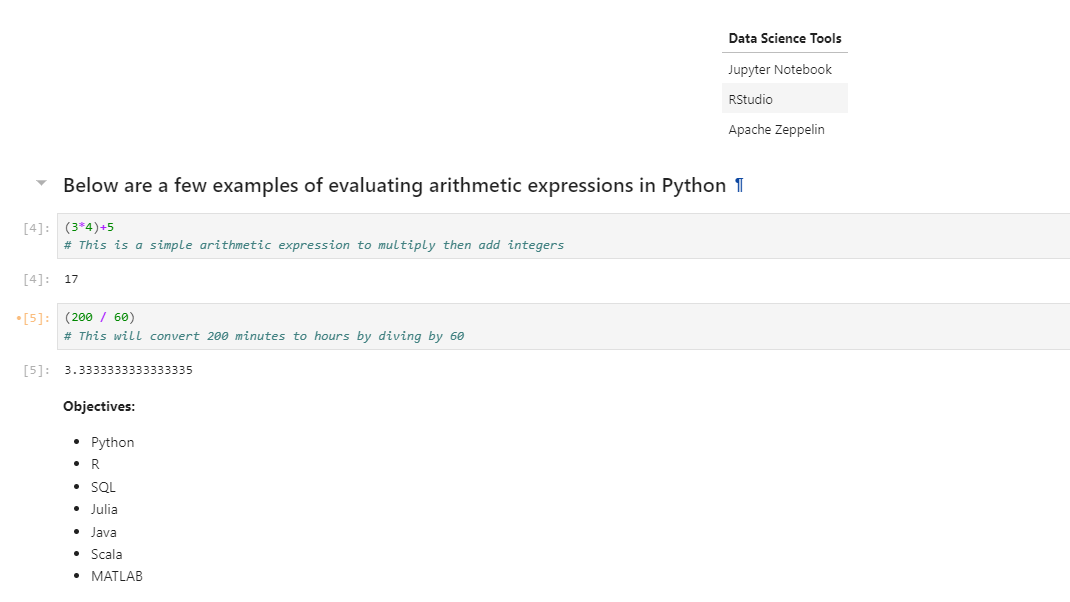 Data Science Tools
Jupyter Notebook
RStudio
Apache Zeppelin
Below are a few examples of evaluating arithmetic expressions in Python ¶
[4]: (3*4)+5
# This is a simple arithmetic expression to multiply then add integers
[4]: 17
•[5]: (200 / 60)
# This will convert 200 minutes to hours by diving by 60
[5]: 3.3333333333333335
Objectives:
• Python
• R
• SQL
• Julia
• Java
• Scala
• MATLAB